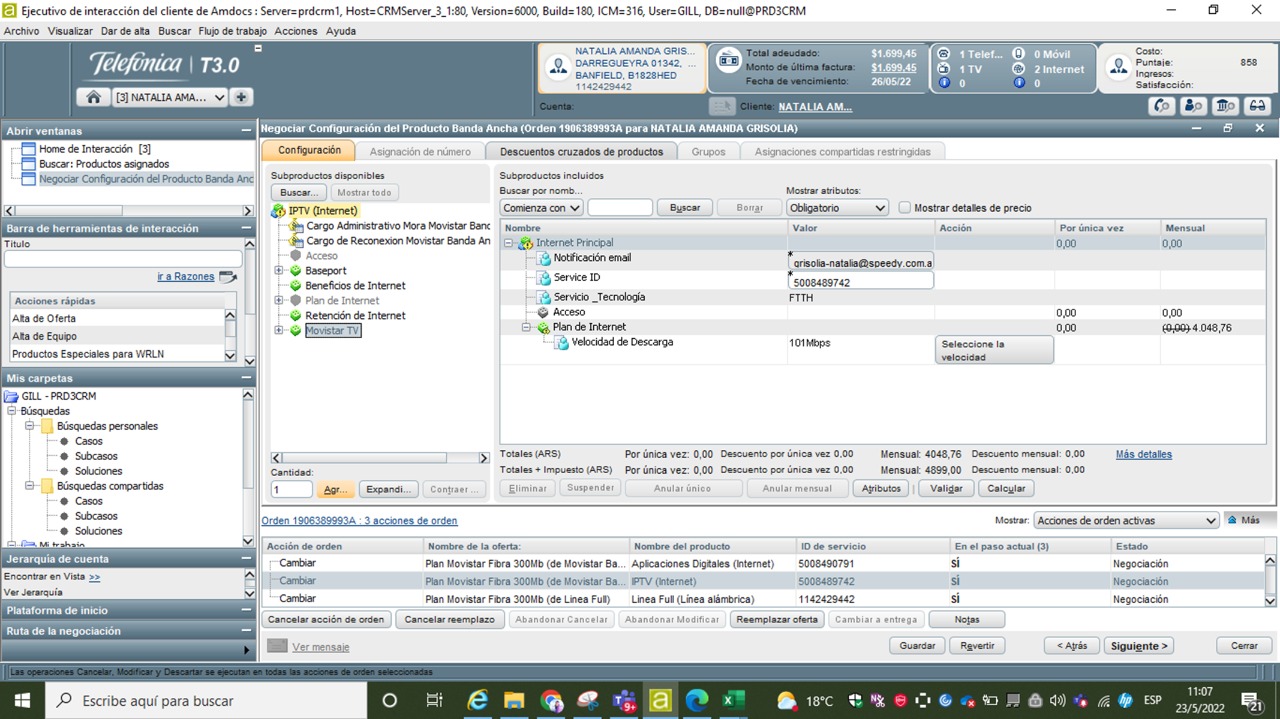 Ejecutivo de interacción del cliente de Amdocs : Server=prdcrm1, Host=CRMServer_3_1:80, Version=6000, Build=180, ICM=316, User=GILL, DB=null@PRD3CRM
Archivo Visualizar Dar de alta Buscar Flujo de trabajo Acciones Ayuda
Telefónica | T3.0
[3] NATALIA AMA...
NATALIA AMANDA GRIS...
DARREGUEYRA 01342, ...
BANFIELD, B1828HED
1142429442
Total adeudado: $1.699,45
Monto de última factura: $1.699,45
Fecha de vencimiento: 26/05/22
1 Telef... 0 Móvil
1 TV 2 Internet
0 0
Costo:
Puntaje: 858
Ingresos:
Satisfacción:
Cuenta: Cliente: NATALIA AM...
Abrir ventanas
Home de Interacción [3]
Buscar: Productos asignados
Negociar Configuración del Producto Banda Anc
Barra de herramientas de interacción
Título
ir a Razones
Acciones rápidas
Alta de Oferta
Alta de Equipo
Productos Especiales para WRLN
Mis carpetas
GILL - PRD3CRM
Búsquedas
Búsquedas personales
Casos
Subcasos
Soluciones
Búsquedas compartidas
Casos
Subcasos
Soluciones
Mi trabajo
Jerarquía de cuenta
Encontrar en Vista >>
Ver Jerarquía
Plataforma de inicio
Ruta de la negociación
Negociar Configuración del Producto Banda Ancha (Orden 1906389993A para NATALIA AMANDA GRISOLIA)
Configuración Asignación de número Descuentos cruzados de productos Grupos Asignaciones compartidas restringidas
Subproductos disponibles
Buscar... Mostrar todo
IPTV (Internet)
Cargo Administrativo Mora Movistar Banc
Cargo de Reconexion Movistar Banda An
Acceso
Baseport
Beneficios de Internet
Plan de Internet
Retención de Internet
Movistar TV
Cantidad:
1 Agr... Expandi... Contraer ...
Subproductos incluidos
Buscar por nomb... Mostrar atributos:
Comienza con Buscar Borrar Obligatorio Mostrar detalles de precio
Nombre Valor Acción Por única vez Mensual
Internet Principal 0,00 0,00
Notificación email * grisolia-natalia@speedy.com.a
Service ID * 5008489742
Servicio _Tecnología FTTH
Acceso 0,00 0,00
Plan de Internet 0,00 (0,00) 4.048,76
Velocidad de Descarga 101Mbps Seleccione la velocidad
Totales (ARS) Por única vez: 0,00 Descuento por única vez 0,00 Mensual: 4048,76 Descuento mensual: 0,00 Más detalles
Totales + Impuesto (ARS) Por única vez: 0,00 Descuento por única vez 0,00 Mensual: 4899,00 Descuento mensual: 0,00
Eliminar Suspender Anular único Anular mensual Atributos | Validar Calcular
Orden 1906389993A : 3 acciones de orden Mostrar: Acciones de orden activas Más
Acción de orden Nombre de la oferta: Nombre del producto ID de servicio En el paso actual (3) Estado
Cambiar Plan Movistar Fibra 300Mb (de Movistar Ba... Aplicaciones Digitales (Internet) 5008490791 SÍ Negociación
Cambiar Plan Movistar Fibra 300Mb (de Movistar Ba... IPTV (Internet) 5008489742 SÍ Negociación
Cambiar Plan Movistar Fibra 300Mb (de Linea Full) Linea Full (Línea alámbrica) 1142429442 SÍ Negociación
Cancelar acción de orden Cancelar reemplazo Abandonar Cancelar Abandonar Modificar Reemplazar oferta Cambiar a entrega Notas
Ver mensaje Guardar Revertir < Atrás Siguiente > Cerrar
Las operaciones Cancelar, Modificar y Descartar se ejecutan en todas las acciones de orden seleccionadas
Escribe aquí para buscar
9+
18°C
ESP
11:07
23/5/2022
21